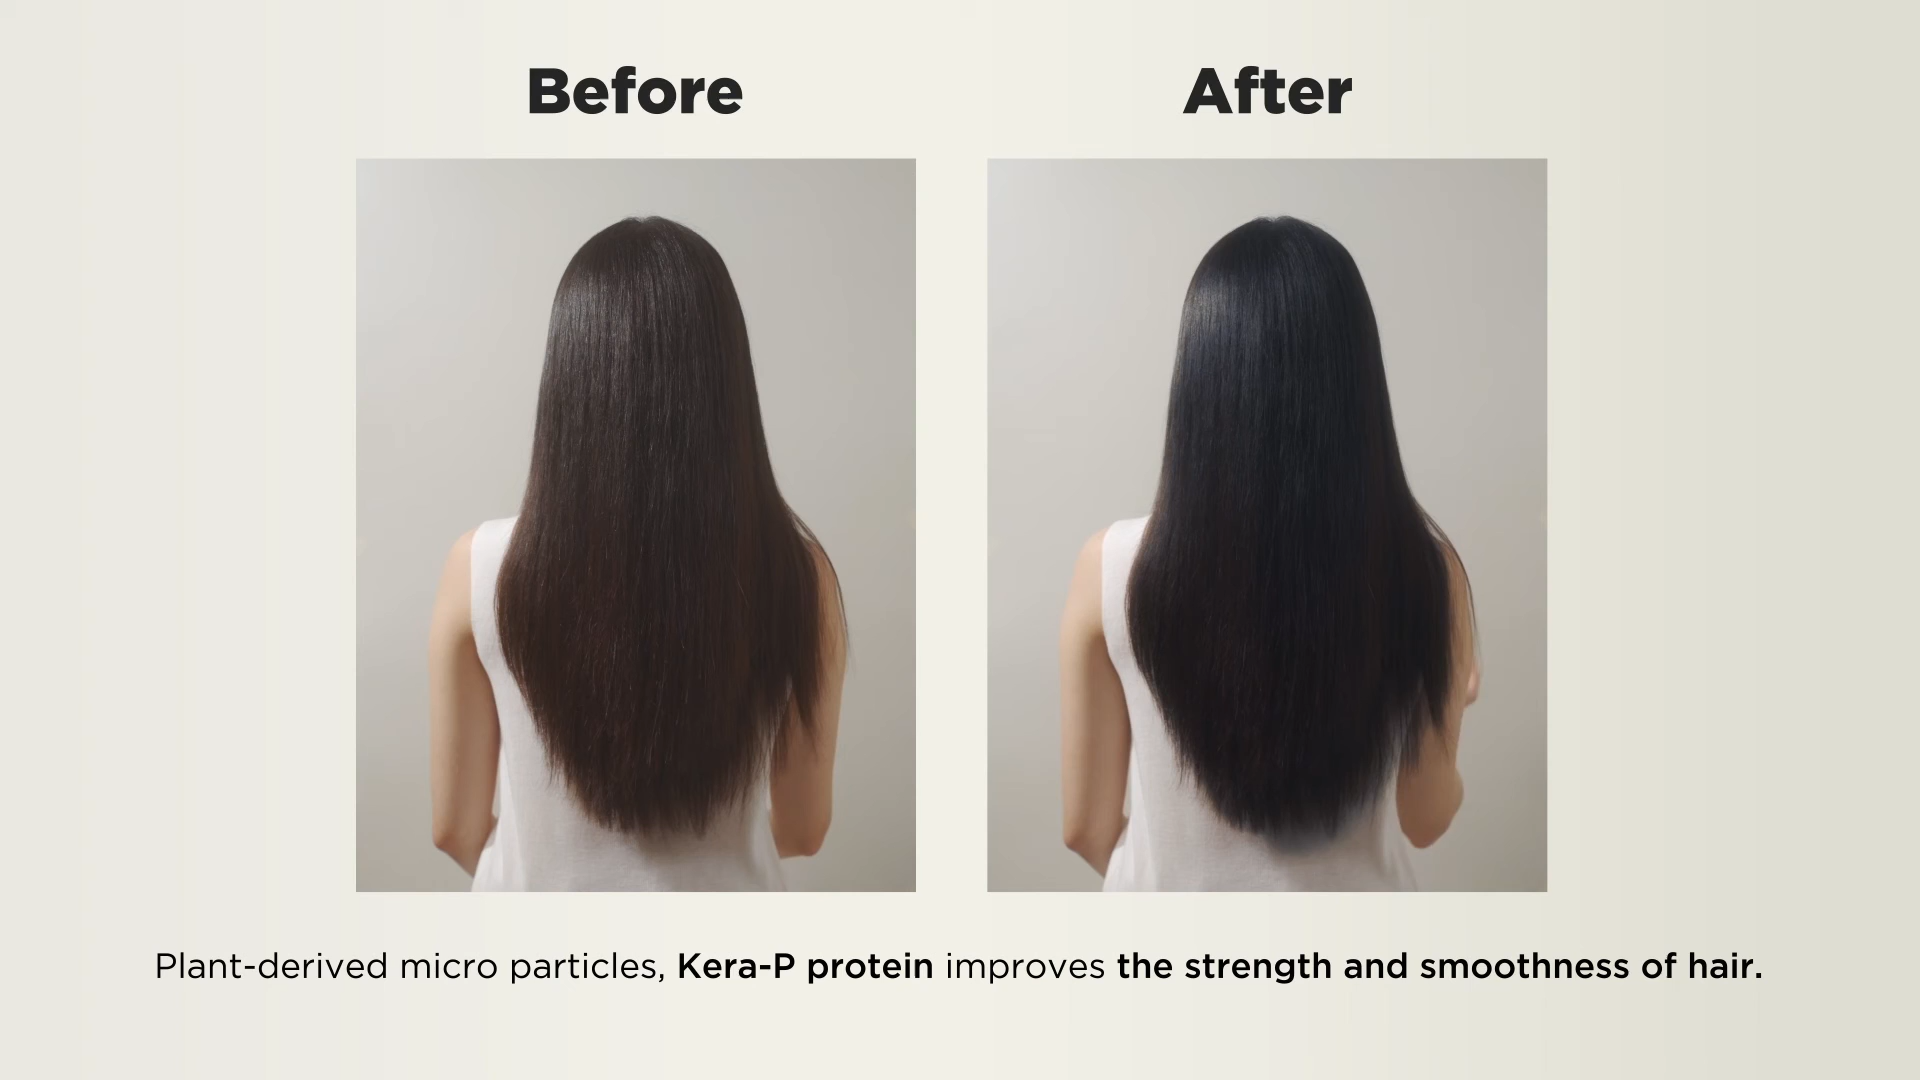 Before
After
Plant-derived micro particles, Kera-P protein improves the strength and smoothness of hair.